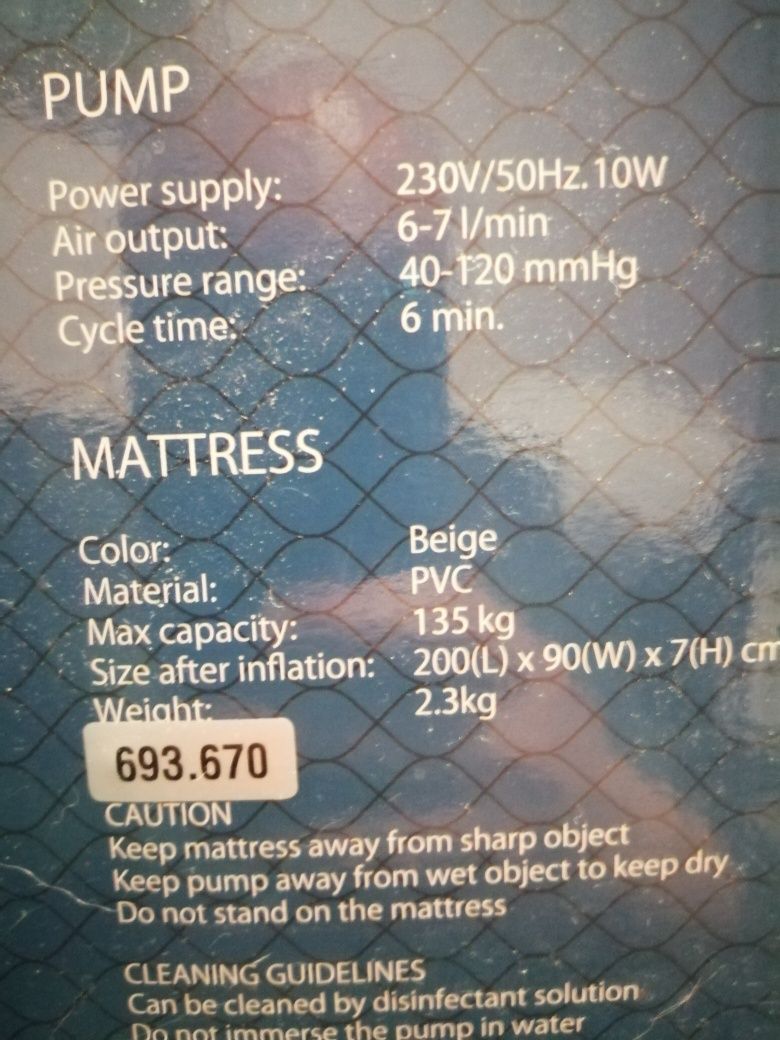 PUMP
Power supply: 230V/50Hz. 10W
Air output: 6-7 l/min
Pressure range: 40-120 mmHg
Cycle time: 6 min.
MATTRESS
Color: Beige
Material: PVC
Max capacity: 135 kg
Size after inflation: 200(L) x 90(W) x 7(H) cm
Weight: 2.3kg
693.670
CAUTION
Keep mattress away from sharp object
Keep pump away from wet object to keep dry
Do not stand on the mattress
CLEANING GUIDELINES
Can be cleaned by disinfectant solution
Do not immerse the pump in water